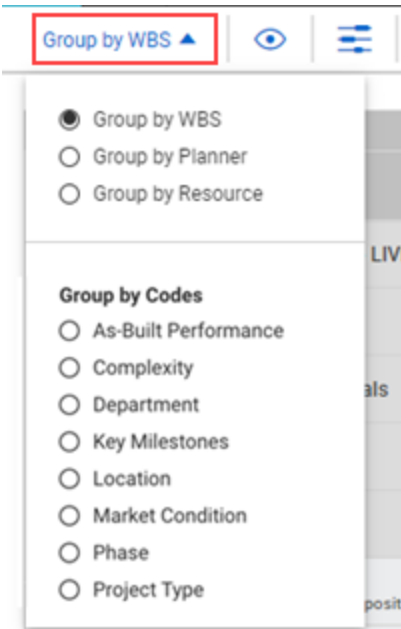 Group by WBS
Group by WBS
Group by Planner
Group by Resource
LIV
Group by Codes
As-Built Performance
Complexity
als
Department
Key Milestones
Location
Market Condition
Phase
Project Type
posit